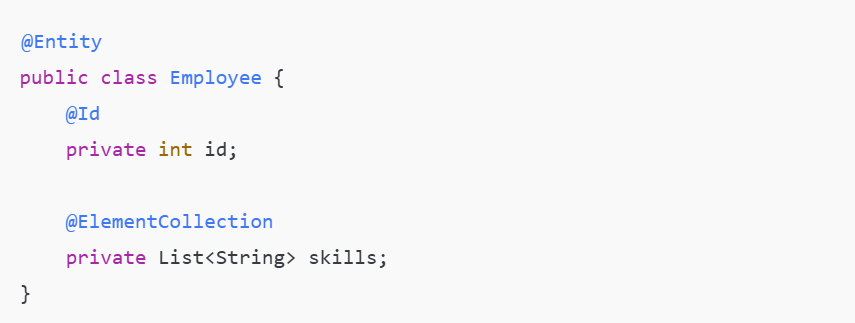 @Entity
public class Employee {
    @Id
    private int id;

    @ElementCollection
    private List<String> skills;
}